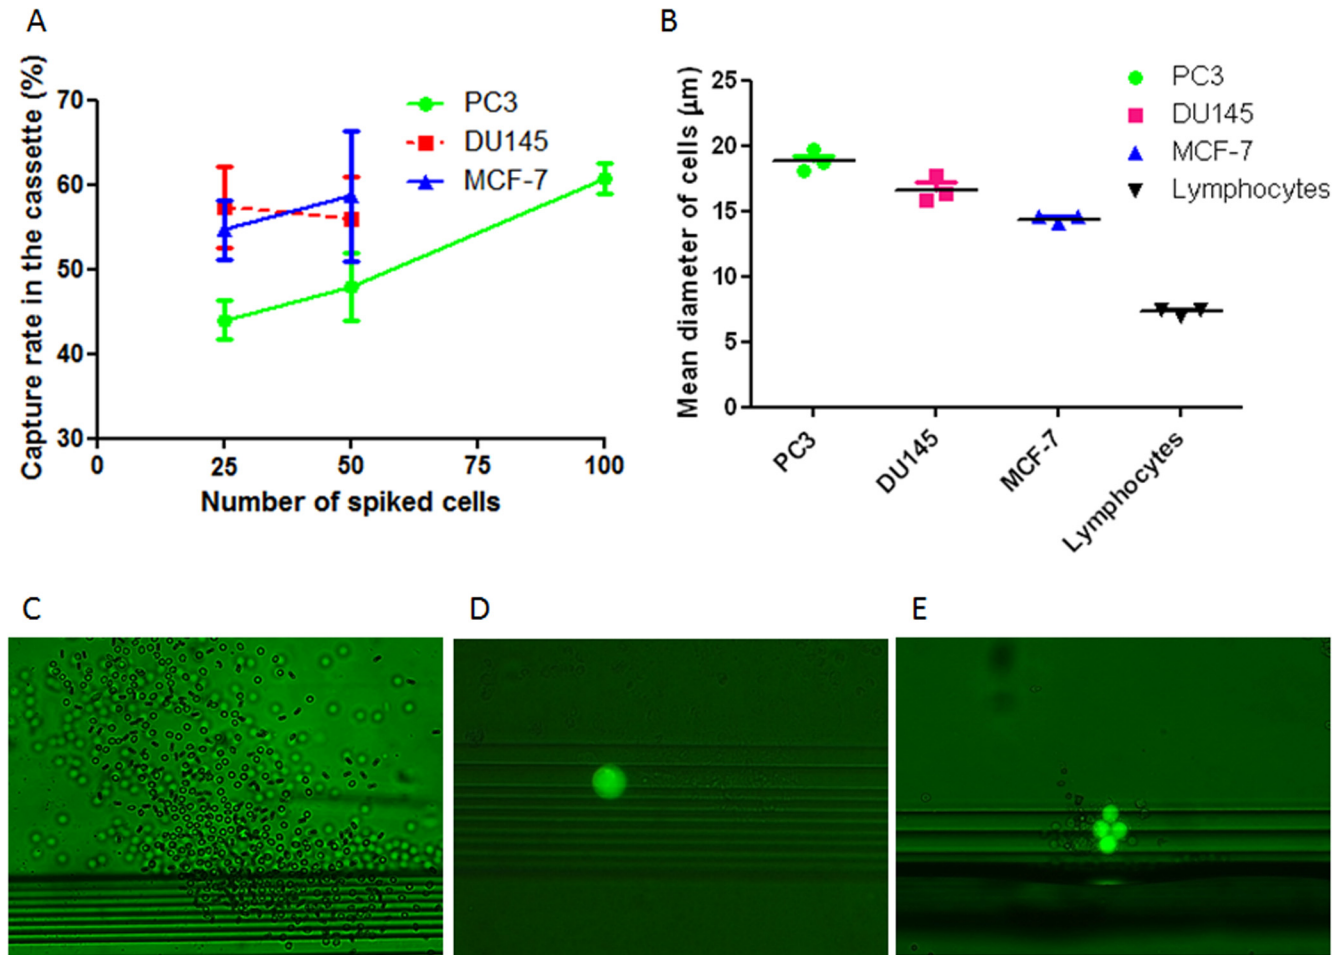 A
Capture rate in the cassette (%)
70
60
50
40
30
0
25
50
75
100
Number of spiked cells
PC3
DU145
MCF-7
B
Mean diameter of cells (μm)
25
20
15
10
5
0
PC3
DU145
MCF-7
Lymphocytes
PC3
DU145
MCF-7
Lymphocytes
C
D
E